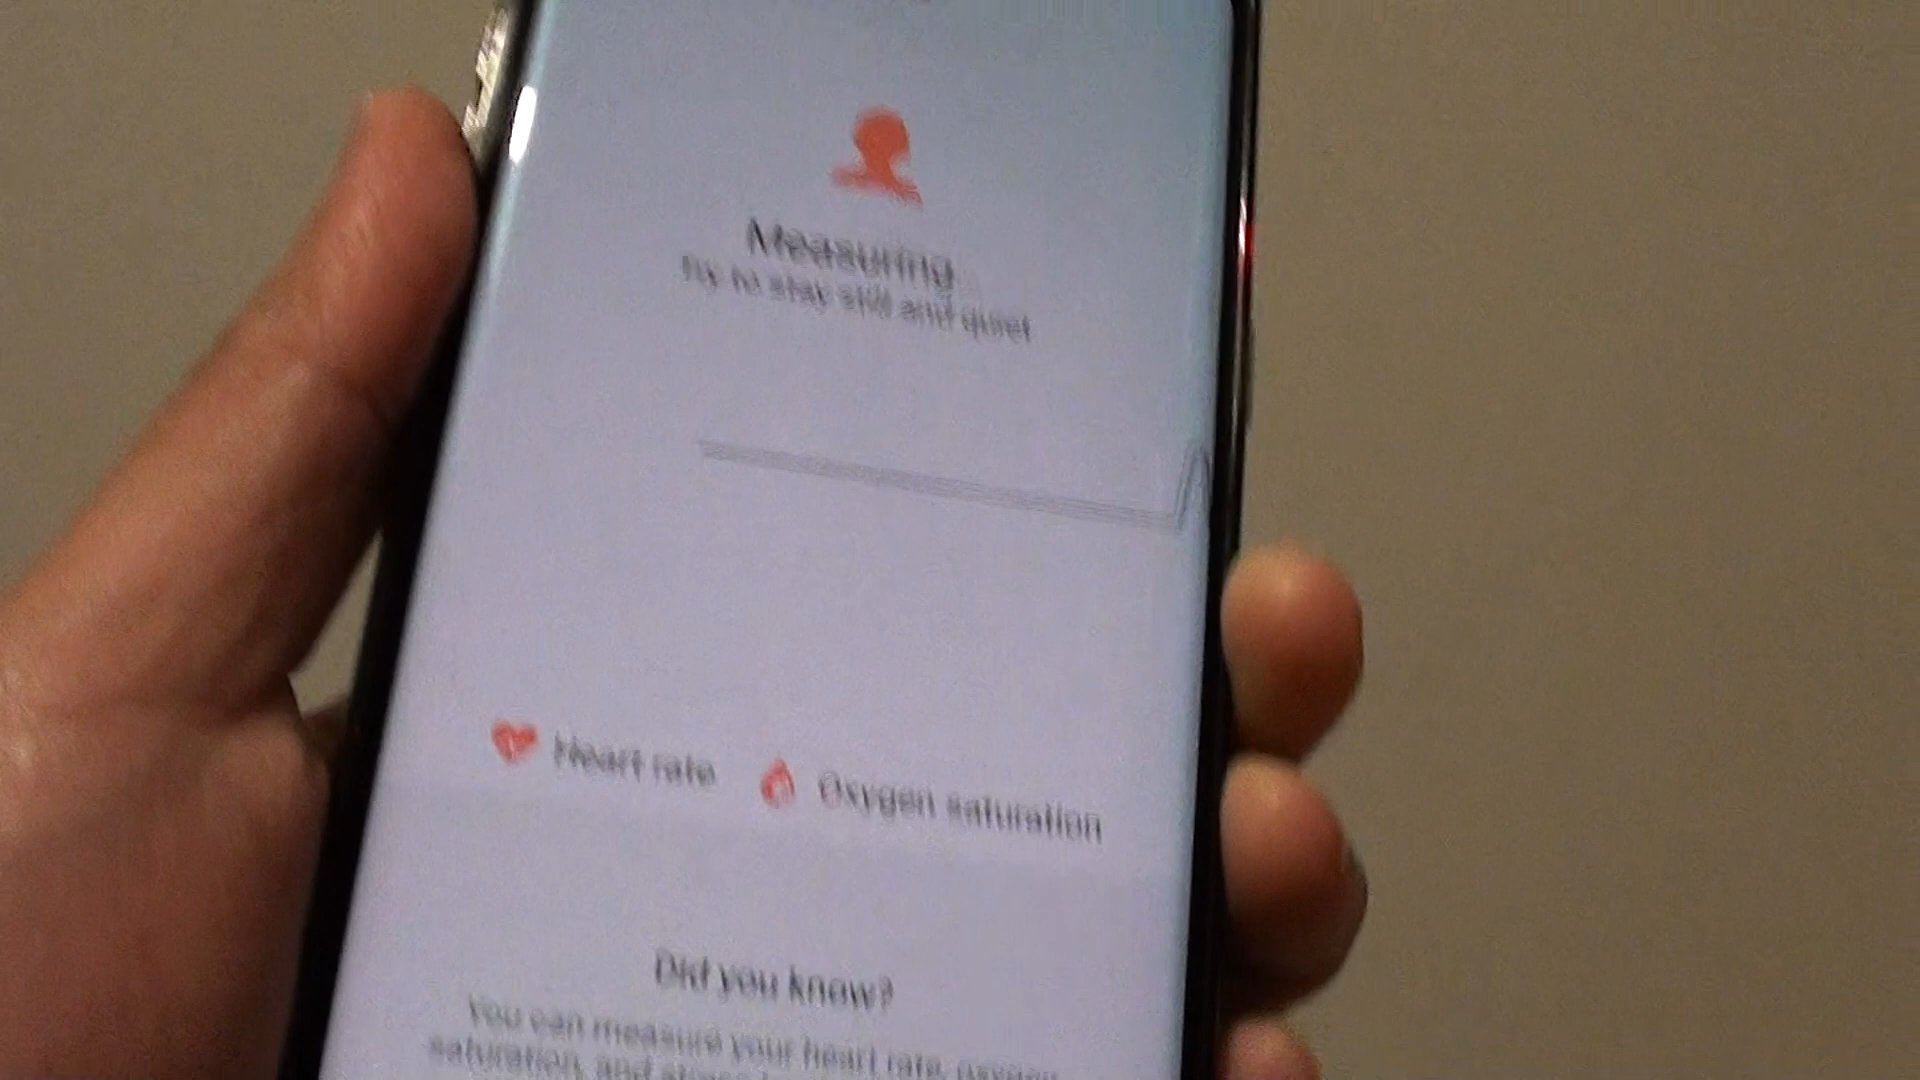 Measuring...
Try to stay still and quiet
Heart rate
Oxygen saturation
Did you know?
You can measure your heart rate, oxygen
saturation, and stress